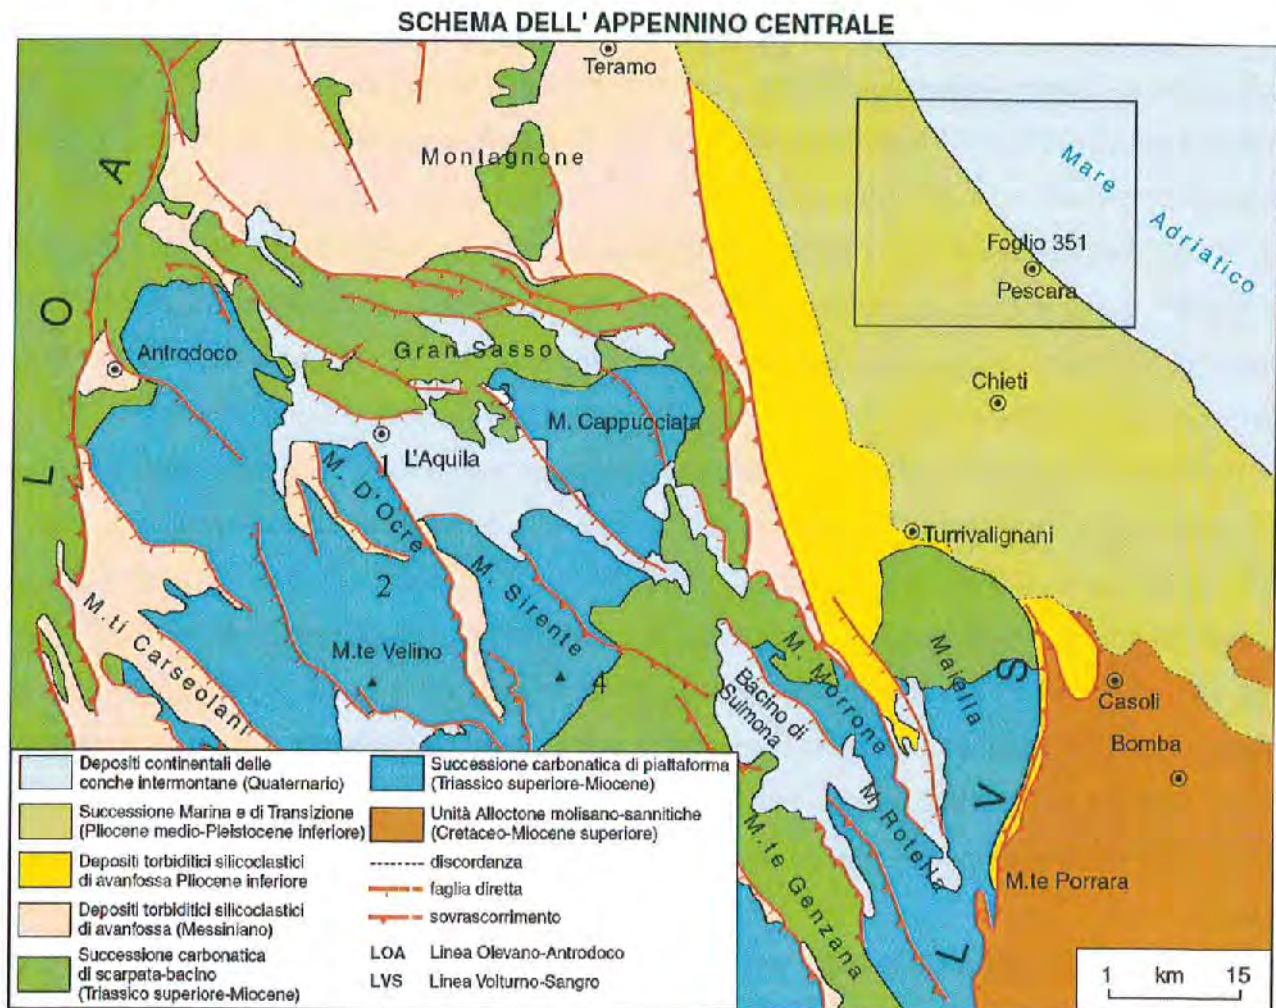 SCHEMA DELL' APPENNINO CENTRALE
Teramo
Montagnone
Mare
Adriatico
Foglio 351
Pescara
L O A
Antrodoco
Gran Sasso
Chieti
3
M. Cappucciata
L'Aquila
1
M. D'Ocre
Turrivalignani
2
M. Sirente
M.ti Carseolani
M.te Velino
4
M. Morrone
Maiella
Bacino di
Sulmona
Casoli
Bomba
M. Rotella
M.te Genzana
M.te Porrara
L V S
Depositi continentali delle
conche intermontane (Quaternario)
Successione Marina e di Transizione
(Pliocene medio-Pleistocene inferiore)
Depositi torbiditici silicoclastici
di avanfossa Pliocene inferiore
Depositi torbiditici silicoclastici
di avanfossa (Messiniano)
Successione carbonatica
di scarpata-bacino
(Triassico superiore-Miocene)
Successione carbonatica di piattaforma
(Triassico superiore-Miocene)
Unità Alloctone molisano-sannitiche
(Cretaceo-Miocene superiore)
discordanza
faglia diretta
sovrascorrimento
LOA Linea Olevano-Antrodoco
LVS Linea Volturno-Sangro
1 km 15